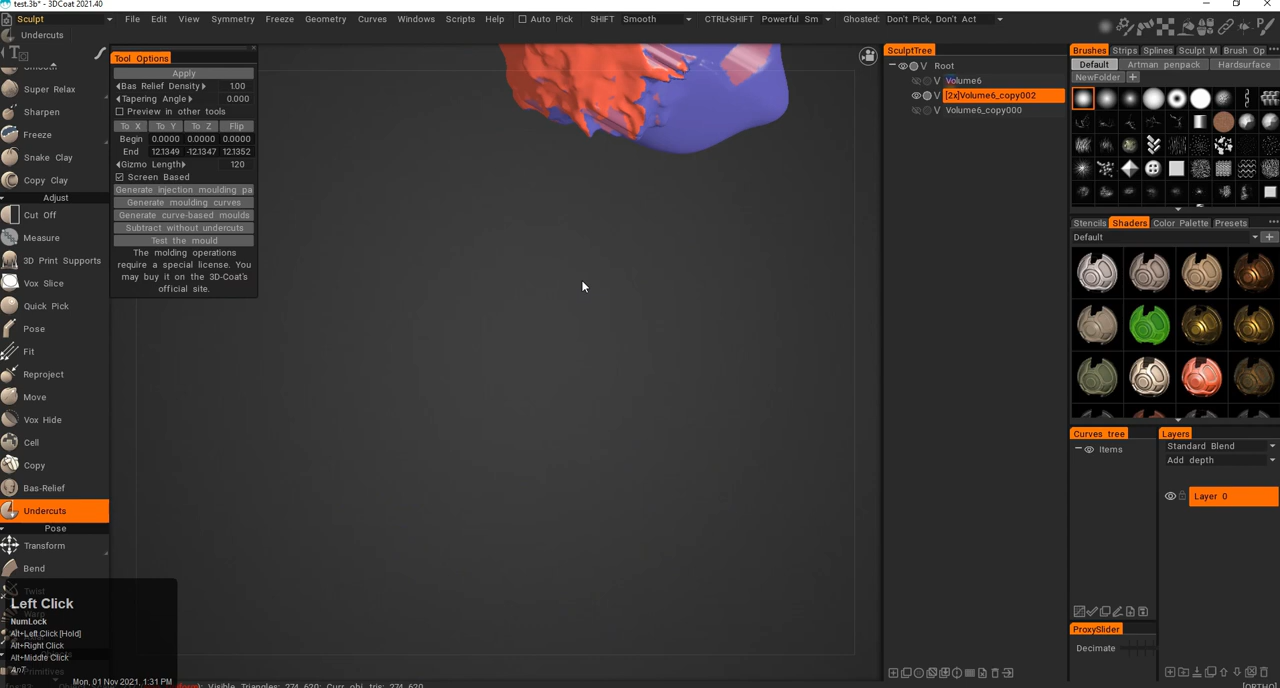 test.3b* - 3DCoat 2021.40
Sculpt File Edit View Symmetry Freeze Geometry Curves Windows Scripts Help Auto Pick SHIFT Smooth CTRL+SHIFT Powerful Sm Ghosted: Don't Pick, Don't Act
Undercuts
Super Relax
Sharpen
Freeze
Snake Clay
Copy Clay
Adjust
Cut Off
Measure
3D Print Supports
Vox Slice
Quick Pick
Pose
Fit
Reproject
Move
Vox Hide
Cell
Copy
Bas-Relief
Undercuts
Pose
Transform
Bend
Tool Options
Apply
Bas Relief Density 1.00
Tapering Angle 0.000
Preview in other tools
To X To Y To Z Flip
Begin 0.0000 0.0000 0.0000
End 12.1349 -12.1347 12.1352
Gizmo Length 120
Screen Based
Generate injection moulding pa
Generate moulding curves
Generate curve-based moulds
Subtract without undercuts
Test the mould
The molding operations
require a special license. You
may buy it on the 3D-Coat's
official site.
Left Click
NumLock
Alt+Left Click [Hold]
Alt+Right Click
Alt+Middle Click
Mon, 01 Nov 2021, 1:31 PM
Visible Triangles: 274,620; Curr. obj. tris: 274,620
SculptTree
Root
V Volume6
V [2x]Volume6_copy002
V Volume6_copy000
Brushes Strips Splines Sculpt M Brush Op
Default Artman penpack Hardsurface
NewFolder +
Stencils Shaders Color Palette Presets
Default
Curves tree
Items
Layers
Standard Blend
Add depth
Layer 0
ProxySlider
Decimate
[ORTHO]